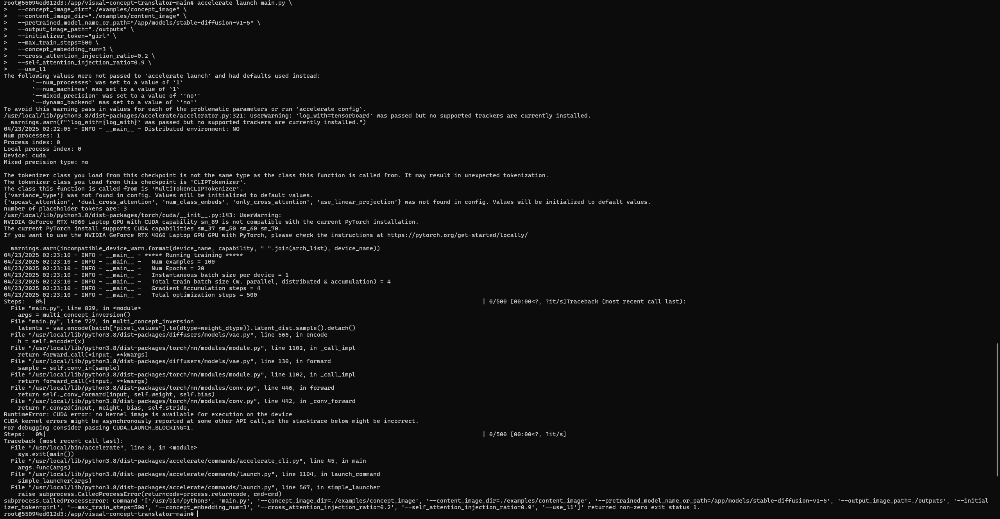 root@55094ed012d3:/app/visual-concept-translator-main# accelerate launch main.py \
>   --concept_image_dir="./examples/concept_image" \
>   --content_image_dir="./examples/content_image" \
>   --pretrained_model_name_or_path="/app/models/stable-diffusion-v1-5" \
>   --output_image_path="./outputs" \
>   --initializer_token="girl" \
>   --max_train_steps=500 \
>   --concept_embedding_num=3 \
>   --cross_attention_injection_ratio=0.2 \
>   --self_attention_injection_ratio=0.9 \
>   --use_l1
The following values were not passed to `accelerate launch` and had defaults used instead:
        `--num_processes` was set to a value of `1`
        `--num_machines` was set to a value of `1`
        `--mixed_precision` was set to a value of `'no'`
        `--dynamo_backend` was set to a value of `'no'`
To avoid this warning pass in values for each of the problematic parameters or run `accelerate config`.
/usr/local/lib/python3.8/dist-packages/accelerate/accelerator.py:321: UserWarning: `log_with=tensorboard` was passed but no supported trackers are currently installed.
  warnings.warn(f"`log_with={log_with}` was passed but no supported trackers are currently installed.")
04/23/2025 02:22:05 - INFO - __main__ - Distributed environment: NO
Num processes: 1
Process index: 0
Local process index: 0
Device: cuda
Mixed precision type: no
The tokenizer class you load from this checkpoint is not the same type as the class this function is called from. It may result in unexpected tokenization.
The tokenizer class you load from this checkpoint is 'CLIPTokenizer'.
The class this function is called from is 'MultiTokenCLIPTokenizer'.
{'variance_type'} was not found in config. Values will be initialized to default values.
{'upcast_attention', 'dual_cross_attention', 'num_class_embeds', 'only_cross_attention', 'use_linear_projection'} was not found in config. Values will be initialized to default values.
number of placeholder tokens are: 3
/usr/local/lib/python3.8/dist-packages/torch/cuda/__init__.py:143: UserWarning:
NVIDIA GeForce RTX 4060 Laptop GPU with CUDA capability sm_89 is not compatible with the current PyTorch installation.
The current PyTorch install supports CUDA capabilities sm_37 sm_50 sm_60 sm_70.
If you want to use the NVIDIA GeForce RTX 4060 Laptop GPU GPU with PyTorch, please check the instructions at https://pytorch.org/get-started/locally/
  warnings.warn(incompatible_device_warn.format(device_name, capability, " ".join(arch_list), device_name))
04/23/2025 02:23:10 - INFO - __main__ - ***** Running training *****
04/23/2025 02:23:10 - INFO - __main__ -   Num examples = 100
04/23/2025 02:23:10 - INFO - __main__ -   Num Epochs = 20
04/23/2025 02:23:10 - INFO - __main__ -   Instantaneous batch size per device = 1
04/23/2025 02:23:10 - INFO - __main__ -   Total train batch size (w. parallel, distributed & accumulation) = 4
04/23/2025 02:23:10 - INFO - __main__ -   Gradient Accumulation steps = 4
04/23/2025 02:23:10 - INFO - __main__ -   Total optimization steps = 500
Steps:   0%|          | 0/500 [00:00<?, ?it/s]Traceback (most recent call last):
  File "main.py", line 829, in <module>
    args = multi_concept_inversion()
  File "main.py", line 727, in multi_concept_inversion
    latents = vae.encode(batch["pixel_values"].to(dtype=weight_dtype)).latent_dist.sample().detach()
  File "/usr/local/lib/python3.8/dist-packages/diffusers/models/vae.py", line 566, in encode
    h = self.encoder(x)
  File "/usr/local/lib/python3.8/dist-packages/torch/nn/modules/module.py", line 1102, in _call_impl
    return forward_call(*input, **kwargs)
  File "/usr/local/lib/python3.8/dist-packages/diffusers/models/vae.py", line 130, in forward
    sample = self.conv_in(sample)
  File "/usr/local/lib/python3.8/dist-packages/torch/nn/modules/module.py", line 1102, in _call_impl
    return forward_call(*input, **kwargs)
  File "/usr/local/lib/python3.8/dist-packages/torch/nn/modules/conv.py", line 446, in forward
    return self._conv_forward(input, self.weight, self.bias)
  File "/usr/local/lib/python3.8/dist-packages/torch/nn/modules/conv.py", line 442, in _conv_forward
    return F.conv2d(input, weight, bias, self.stride,
RuntimeError: CUDA error: no kernel image is available for execution on the device
CUDA kernel errors might be asynchronously reported at some other API call,so the stacktrace below might be incorrect.
For debugging consider passing CUDA_LAUNCH_BLOCKING=1.
Steps:   0%|          | 0/500 [00:00<?, ?it/s]
Traceback (most recent call last):
  File "/usr/local/bin/accelerate", line 8, in <module>
    sys.exit(main())
  File "/usr/local/lib/python3.8/dist-packages/accelerate/commands/accelerate_cli.py", line 45, in main
    args.func(args)
  File "/usr/local/lib/python3.8/dist-packages/accelerate/commands/launch.py", line 1104, in launch_command
    simple_launcher(args)
  File "/usr/local/lib/python3.8/dist-packages/accelerate/commands/launch.py", line 567, in simple_launcher
    raise subprocess.CalledProcessError(returncode=process.returncode, cmd=cmd)
subprocess.CalledProcessError: Command '['/usr/bin/python3', 'main.py', '--concept_image_dir=./examples/concept_image', '--content_image_dir=./examples/content_image', '--pretrained_model_name_or_path=/app/models/stable-diffusion-v1-5', '--output_image_path=./outputs', '--initial
izer_token=girl', '--max_train_steps=500', '--concept_embedding_num=3', '--cross_attention_injection_ratio=0.2', '--self_attention_injection_ratio=0.9', '--use_l1']' returned non-zero exit status 1.
root@55094ed012d3:/app/visual-concept-translator-main#